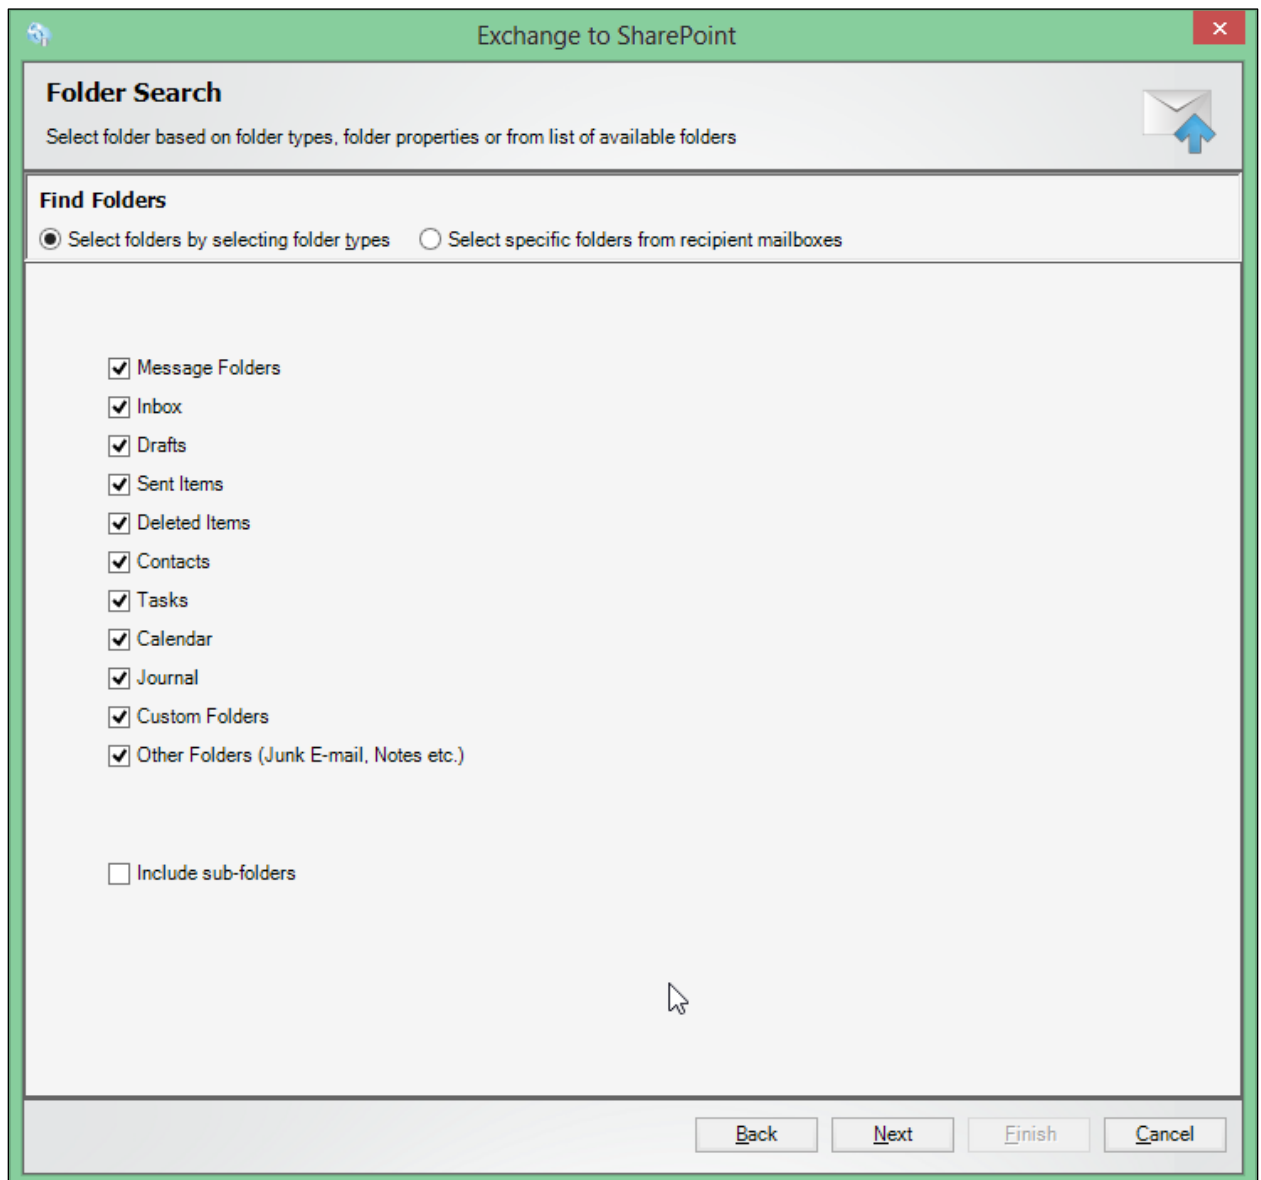 Exchange to SharePoint
Folder Search
Select folder based on folder types, folder properties or from list of available folders
Find Folders
Select folders by selecting folder types Select specific folders from recipient mailboxes
Message Folders
Inbox
Drafts
Sent Items
Deleted Items
Contacts
Tasks
Calendar
Journal
Custom Folders
Other Folders (Junk E-mail, Notes etc.)
Include sub-folders
Back Next Finish Cancel